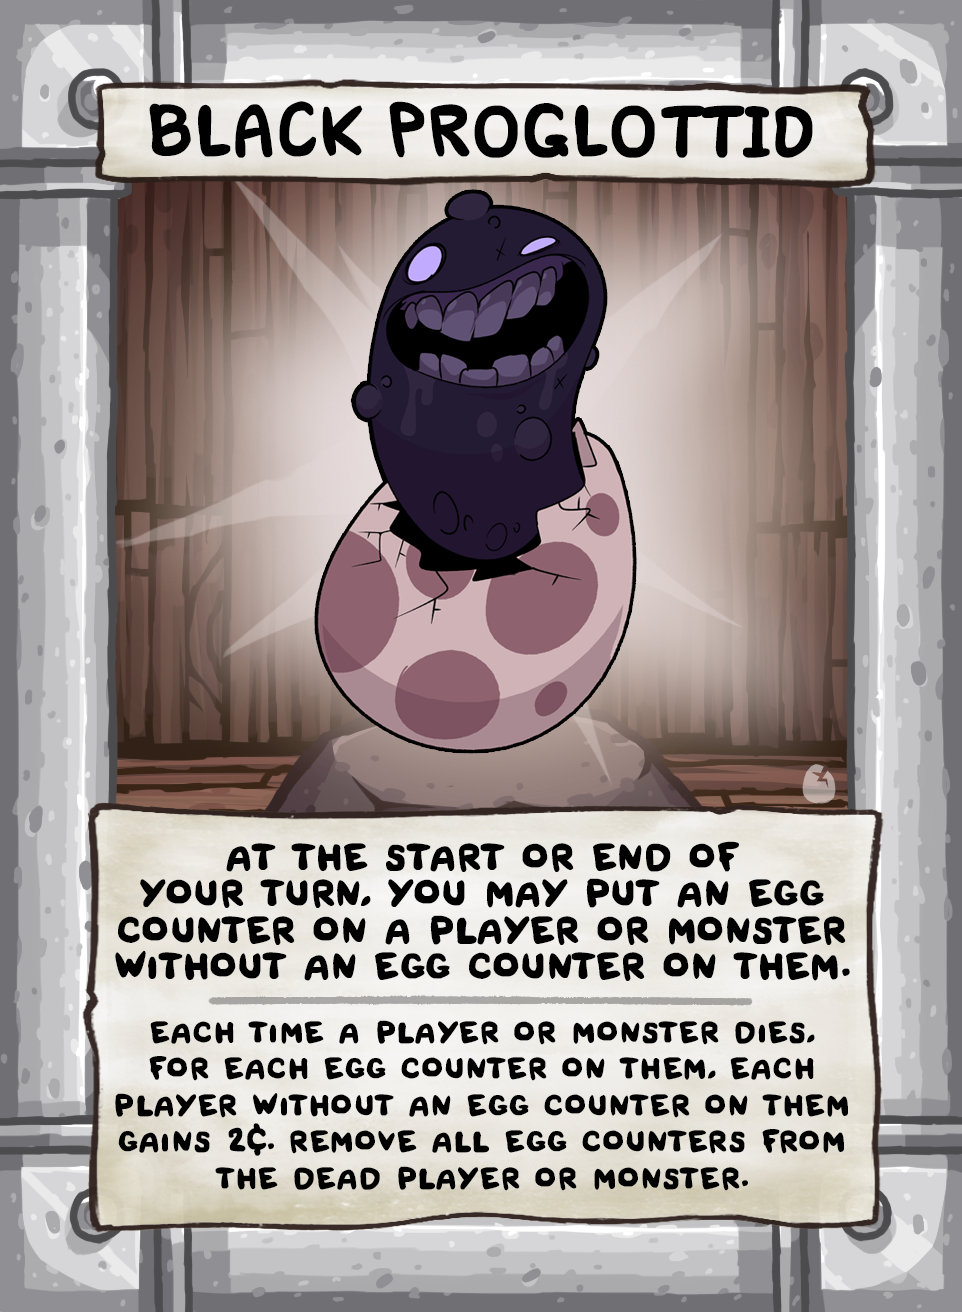 BLACK PROGLOTTID
AT THE START OR END OF
YOUR TURN, YOU MAY PUT AN EGG
COUNTER ON A PLAYER OR MONSTER
WITHOUT AN EGG COUNTER ON THEM.
EACH TIME A PLAYER OR MONSTER DIES,
FOR EACH EGG COUNTER ON THEM, EACH
PLAYER WITHOUT AN EGG COUNTER ON THEM
GAINS 2¢. REMOVE ALL EGG COUNTERS FROM
THE DEAD PLAYER OR MONSTER.